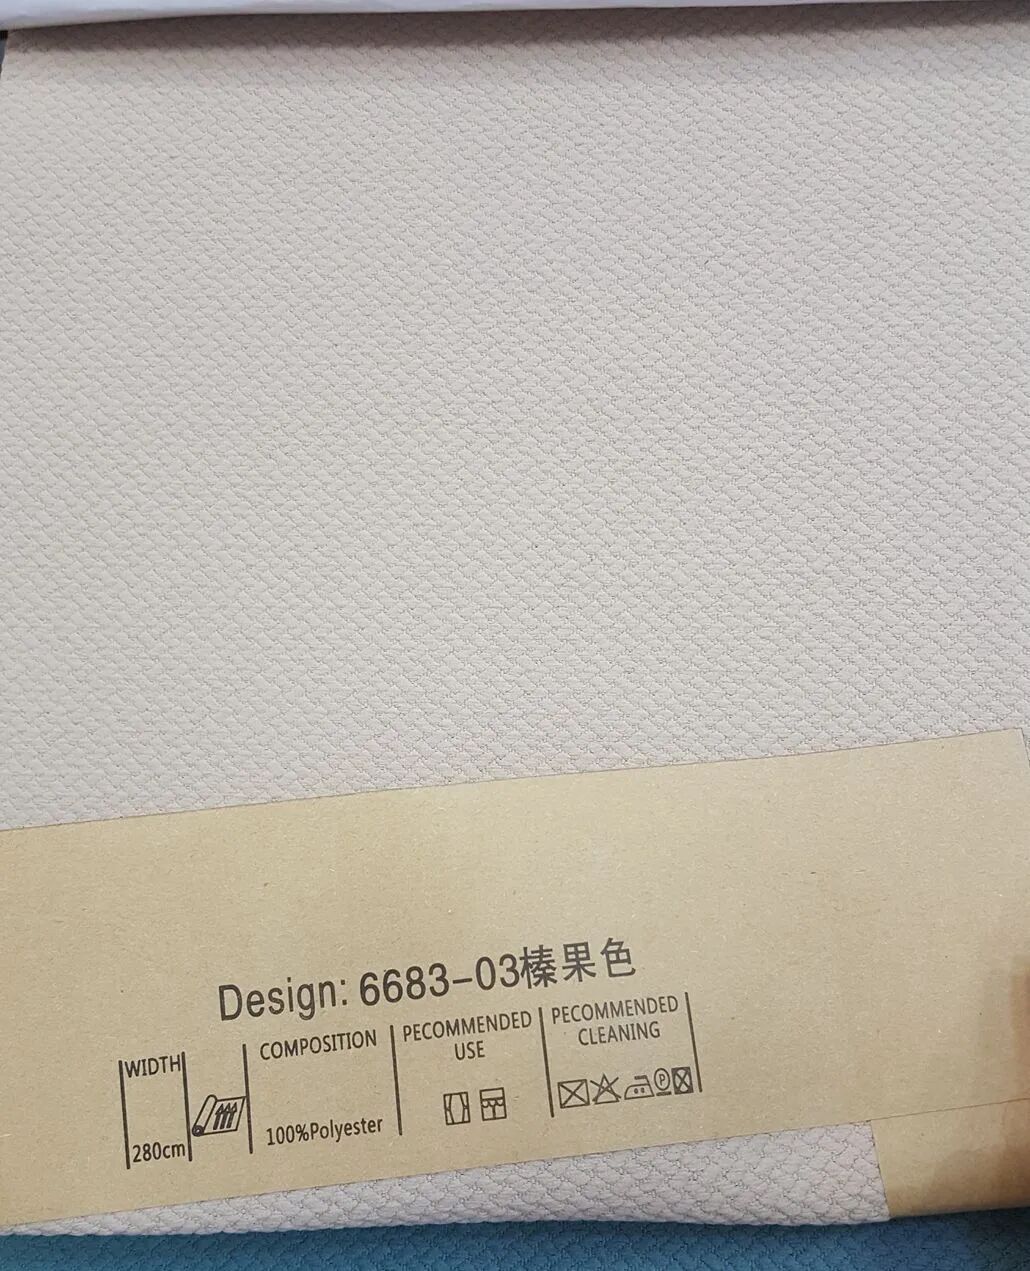 Design: 6683-03榛果色
WIDTH
280cm
COMPOSITION
100%Polyester
PECOMMENDED
USE
PECOMMENDED
CLEANING
P